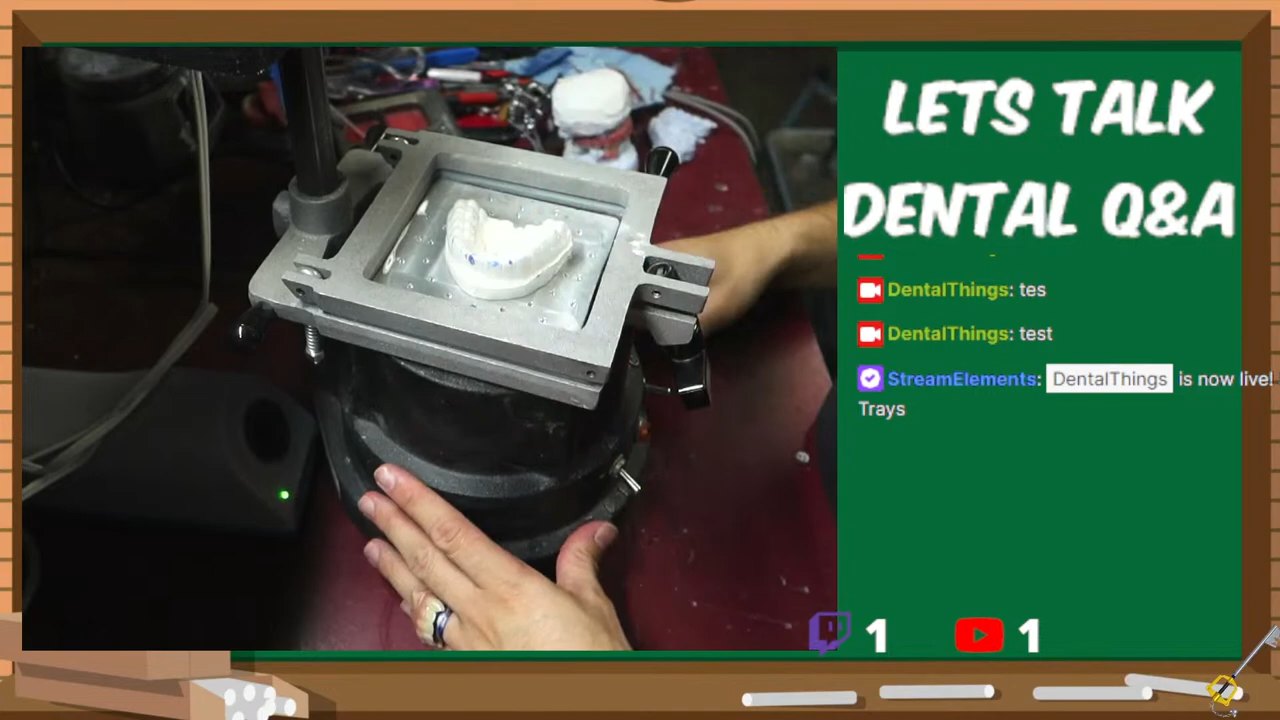 LETS TALK
DENTAL Q&A
DentalThings: tes
DentalThings: test
StreamElements: DentalThings is now live!
Trays
1
1